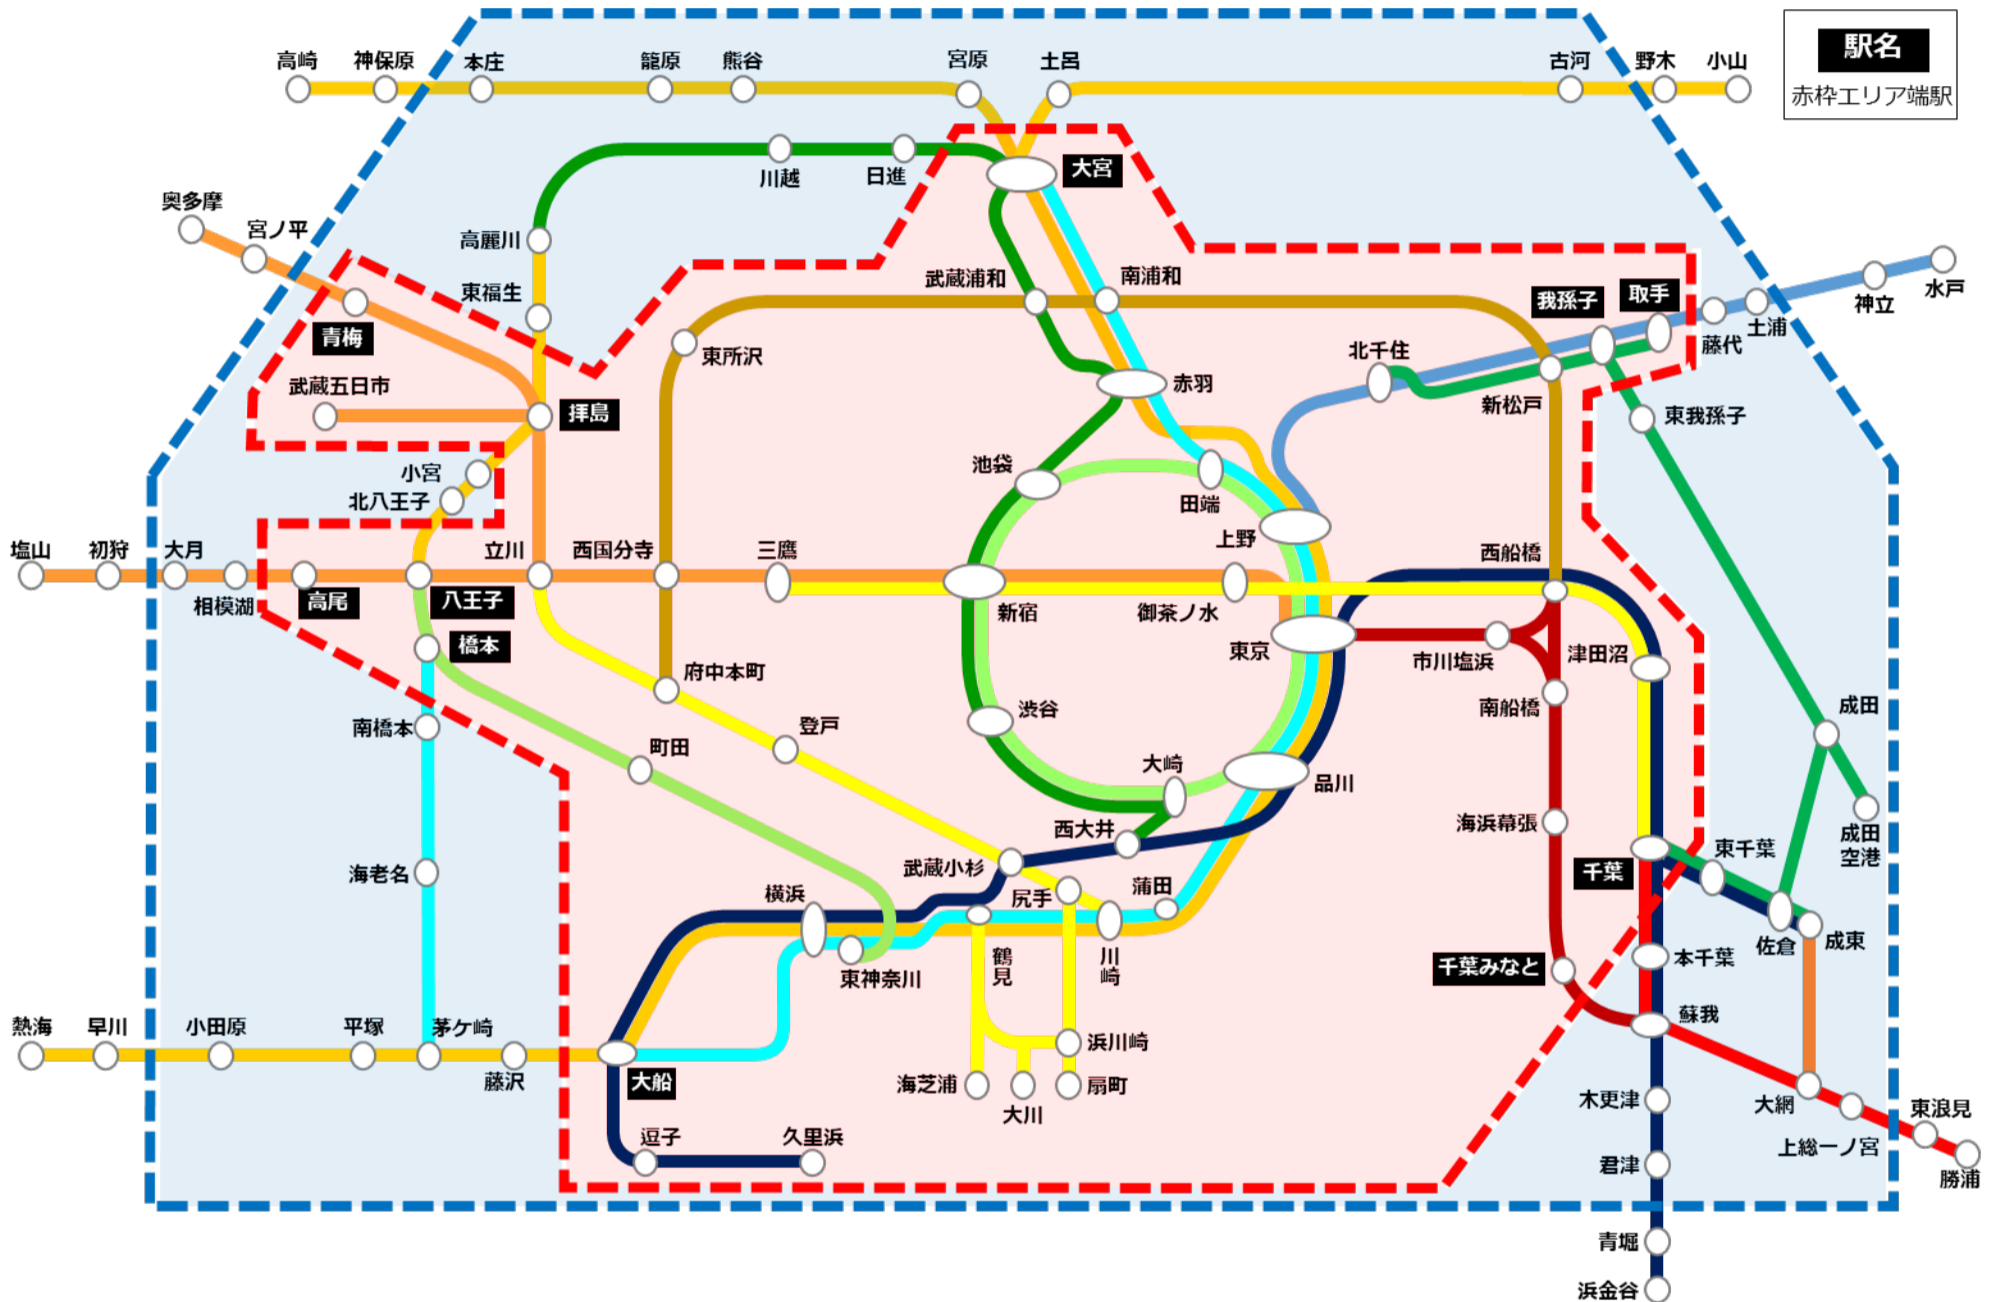 駅名
赤枠エリア端駅
高崎
神保原
本庄
籠原
熊谷
宮原
土呂
古河
野木
小山
川越
日進
大宮
奥多摩
宮ノ平
高麗川
東福生
青梅
武蔵五日市
拝島
東所沢
武蔵浦和
南浦和
我孫子
取手
藤代
土浦
神立
水戸
北千住
新松戸
東我孫子
赤羽
小宮
北八王子
池袋
田端
上野
塩山
初狩
大月
相模湖
高尾
八王子
立川
西国分寺
三鷹
新宿
御茶ノ水
東京
西船橋
市川塩浜
津田沼
南船橋
橋本
南橋本
府中本町
町田
登戸
渋谷
大崎
品川
成田
成田
空港
海浜幕張
海老名
武蔵小杉
西大井
尻手
蒲田
横浜
東神奈川
鶴見
川崎
千葉
東千葉
佐倉
成東
千葉みなと
本千葉
蘇我
熱海
早川
小田原
平塚
茅ケ崎
藤沢
大船
浜川崎
海芝浦
大川
扇町
逗子
久里浜
木更津
君津
大網
上総一ノ宮
東浪見
勝浦
青堀
浜金谷